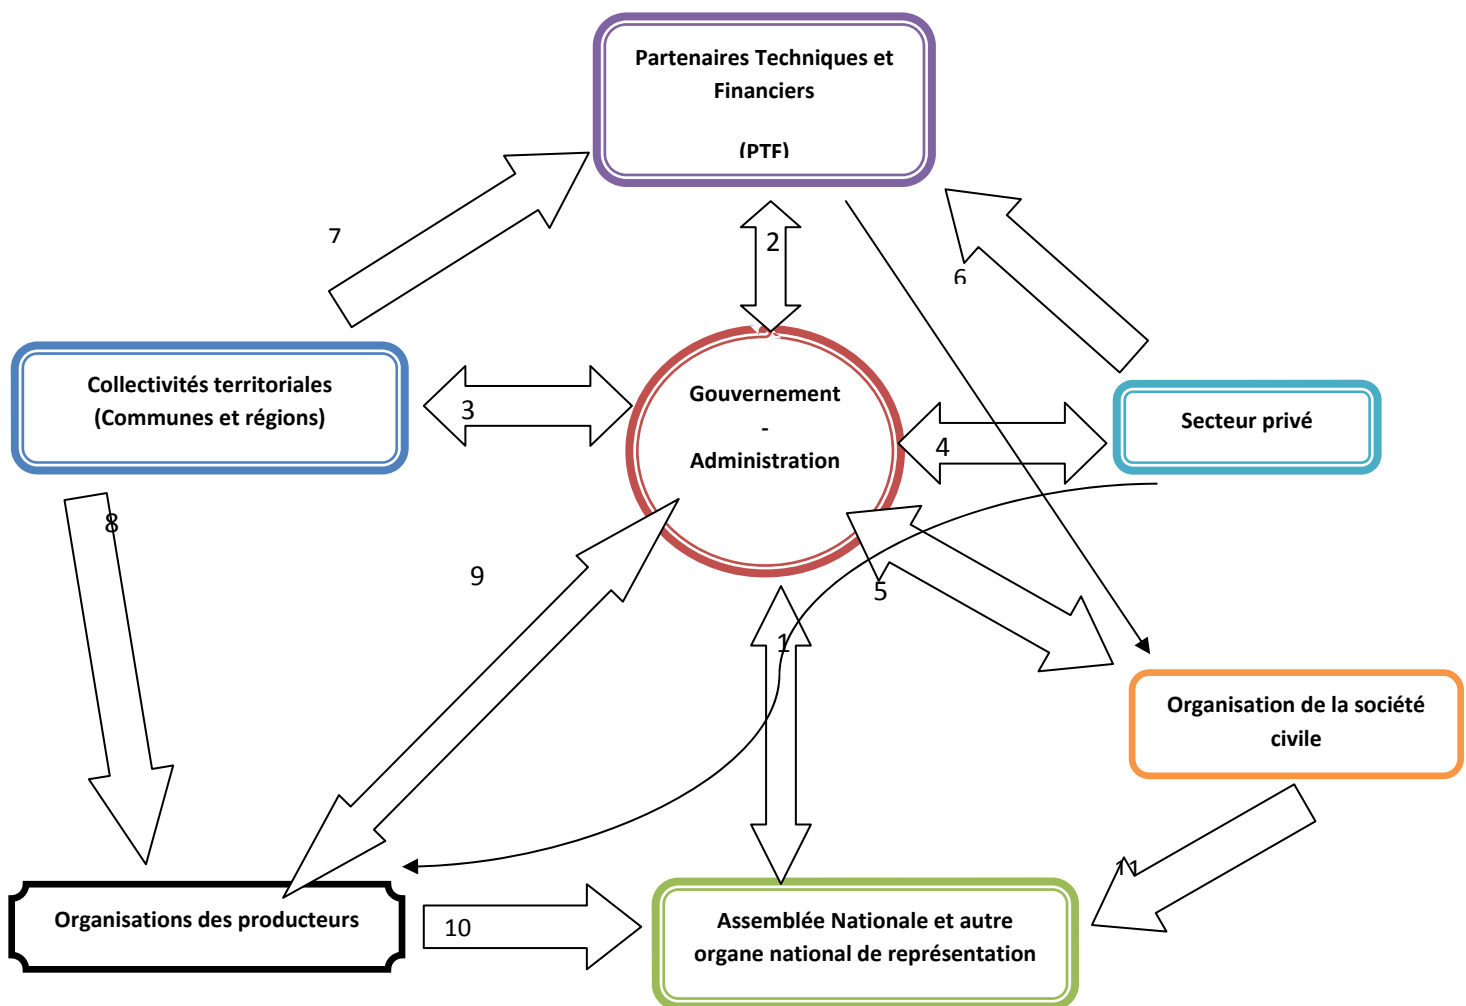 Partenaires Techniques et
Financiers
(PTF)
7
2
6
Collectivités territoriales
(Communes et régions)
3
Gouvernement
-
Administration
4
Secteur privé
8
9
5
1
Organisation de la société
civile
11
Organisations des producteurs
10
Assemblée Nationale et autre
organe national de représentation